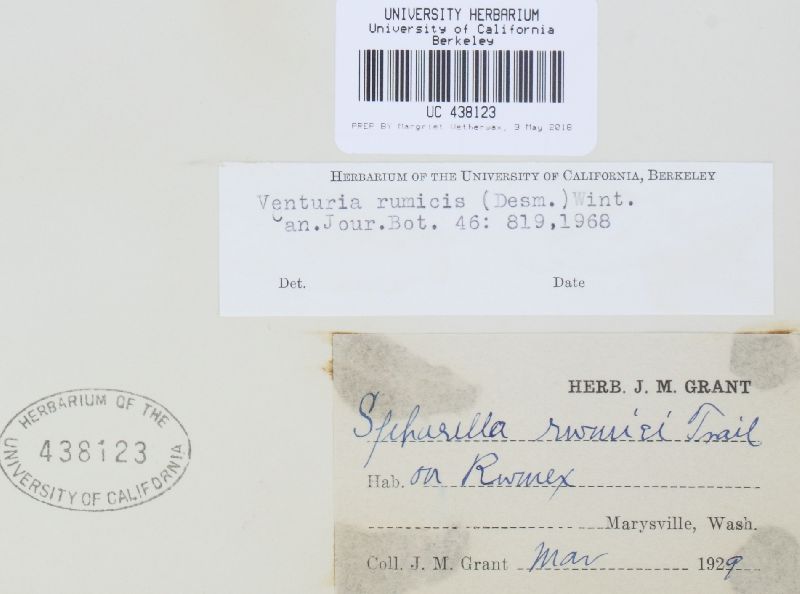 UNIVERSITY HERBARIUM
University of California
Berkeley
UC 438123
PREP BY Margriet Wetherwax, 9 May 2018
HERBARIUM OF THE UNIVERSITY OF CALIFORNIA, BERKELEY
Venturia rumicis (Desm.)Wint.
Can.Jour.Bot. 46: 819,1968
Det. Date
HERBARIUM OF THE
438123
UNIVERSITY OF CALIFORNIA
HERB. J. M. GRANT
Sphaerella rumici Trail
Hab. on Rumex
Marysville, Wash.
Coll. J. M. Grant Mar 1929